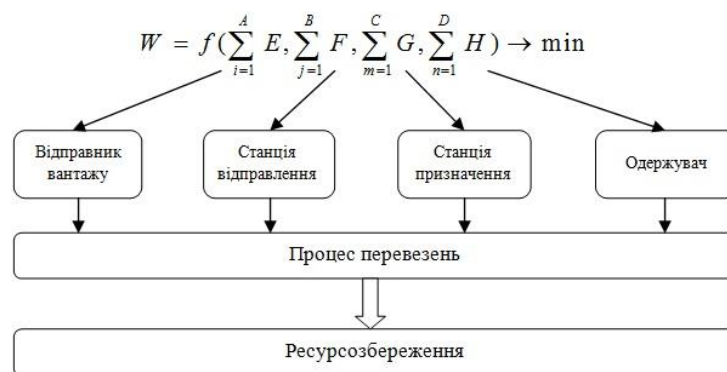 W = f(∑_{i=1}^{A} E, ∑_{j=1}^{B} F, ∑_{m=1}^{C} G, ∑_{n=1}^{D} H) → min
Відправник
вантажу
Станція
відправлення
Станція
призначення
Одержувач
Процес перевезень
Ресурсозбереження